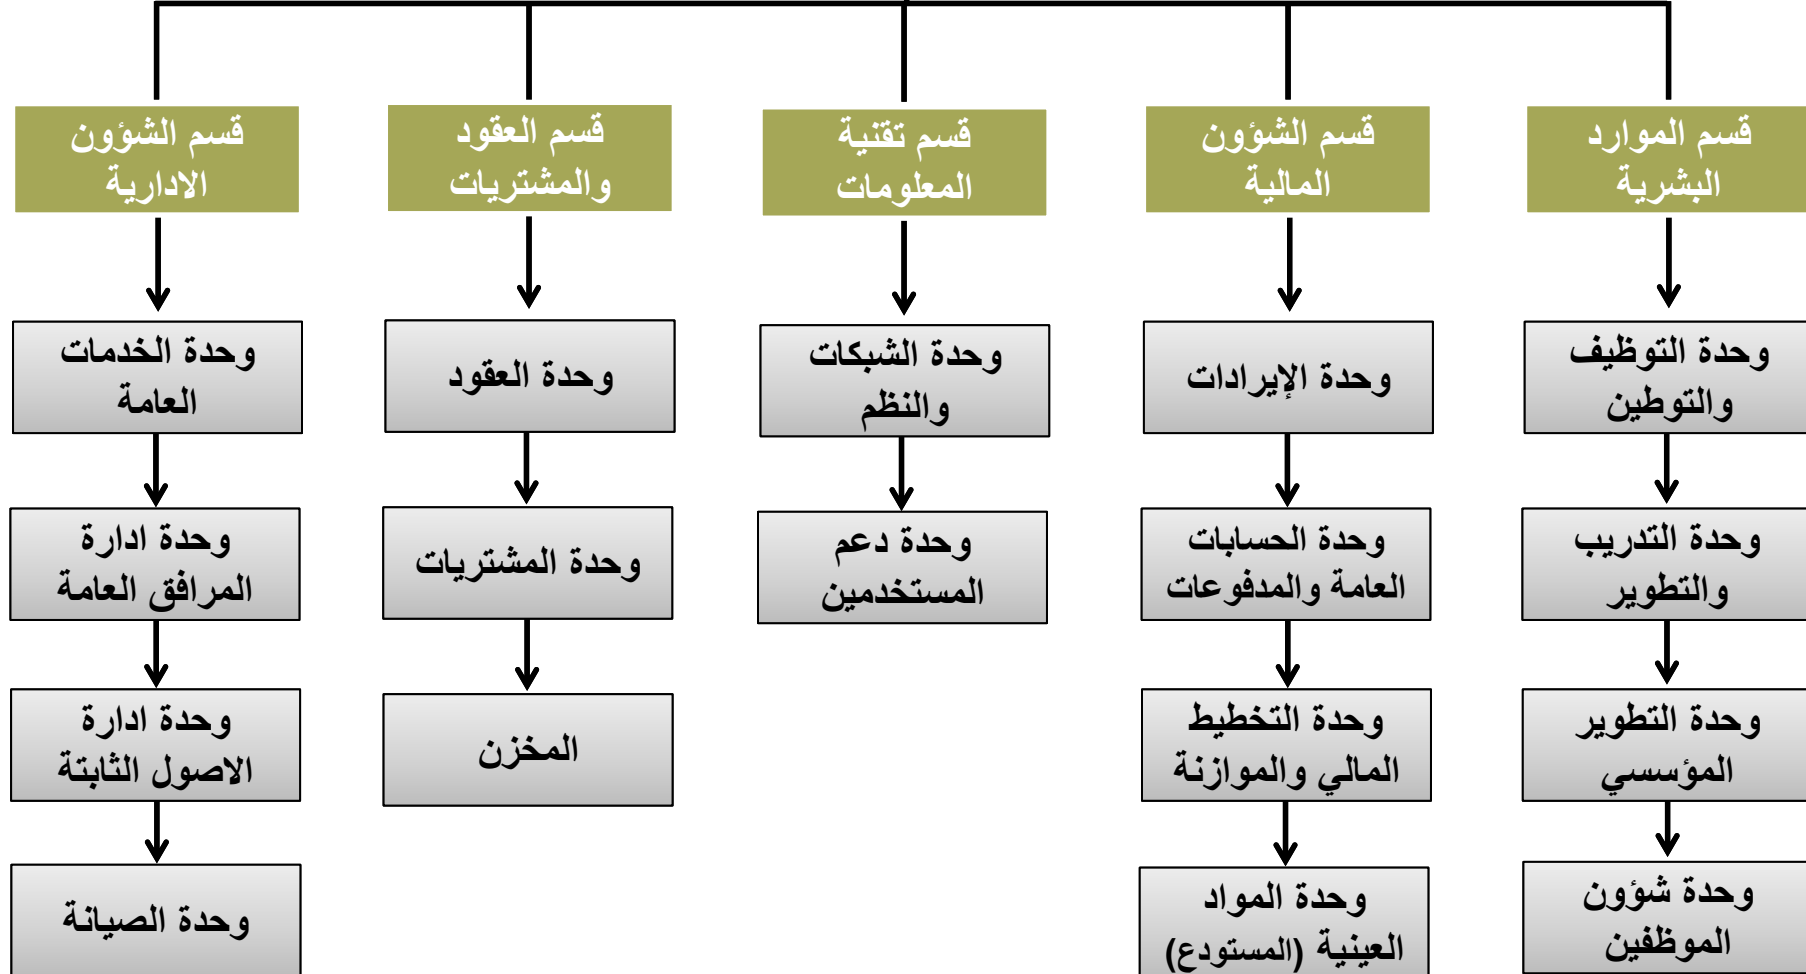 قسم الموارد
البشرية
قسم الشؤون
المالية
قسم تقنية
المعلومات
قسم العقود
والمشتريات
قسم الشؤون
الادارية
وحدة التوظيف
والتوطين
وحدة الإيرادات
وحدة الشبكات
والنظم
وحدة العقود
وحدة الخدمات
العامة
وحدة التدريب
والتطوير
وحدة الحسابات
العامة والمدفوعات
وحدة دعم
المستخدمين
وحدة المشتريات
وحدة ادارة
المرافق العامة
وحدة التطوير
المؤسسي
وحدة التخطيط
المالي والموازنة
المخزن
وحدة ادارة
الاصول الثابتة
وحدة شؤون
الموظفين
وحدة المواد
العينية (المستودع)
وحدة الصيانة